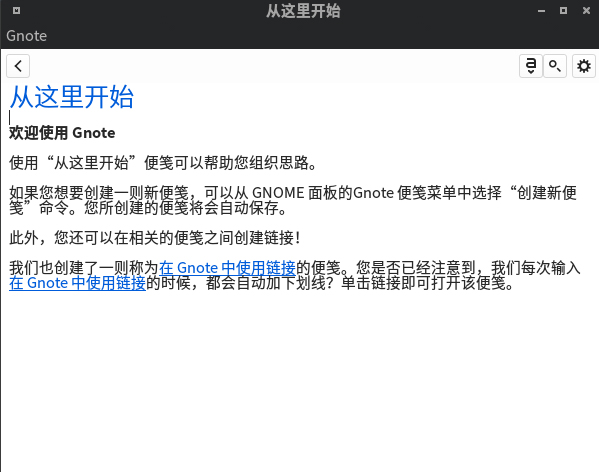 从这里开始
Gnote
a
从这里开始
欢迎使用 Gnote
使用“从这里开始”便笺可以帮助您组织思路。
如果您想要创建一则新便笺，可以从 GNOME 面板的Gnote 便笺菜单中选择“创建新便
笺”命令。您所创建的便笺将会自动保存。
此外，您还可以在相关的便笺之间创建链接！
我们也创建了一则称为在 Gnote 中使用链接的便笺。您是否已经注意到，我们每次输入
在 Gnote 中使用链接的时候，都会自动加下划线？单击链接即可打开该便笺。